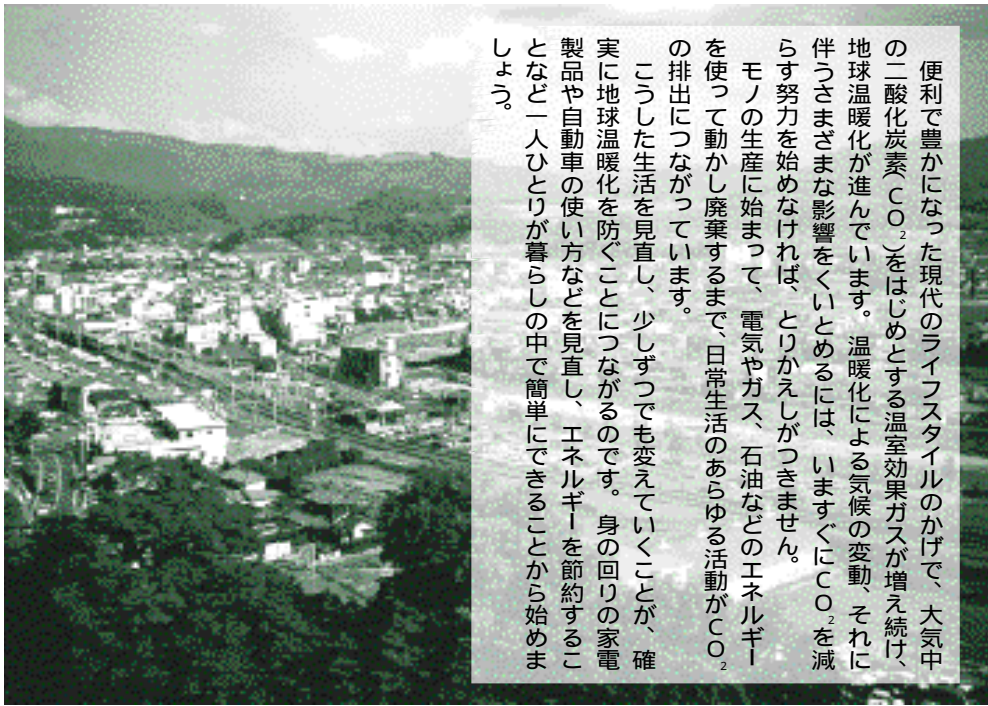 便利で豊かになった現代のライフスタイルのかげで、大気中
の二酸化炭素(CO₂)をはじめとする温室効果ガスが増え続け、
地球温暖化が進んでいます。温暖化による気候の変動、それに
伴うさまざまな影響をくいとめるには、いますぐにCO₂を減
らす努力を始めなければ、とりかえしがつきません。
モノの生産に始まって、電気やガス、石油などのエネルギー
を使って動かし廃棄するまで、日常生活のあらゆる活動がCO₂
の排出につながっています。
こうした生活を見直し、少しずつでも変えていくことが、確
実に地球温暖化を防ぐことにつながるのです。身の回りの家電
製品や自動車の使い方などを見直し、エネルギーを節約するこ
となど一人ひとりが暮らしの中で簡単にできることから始めま
しょう。